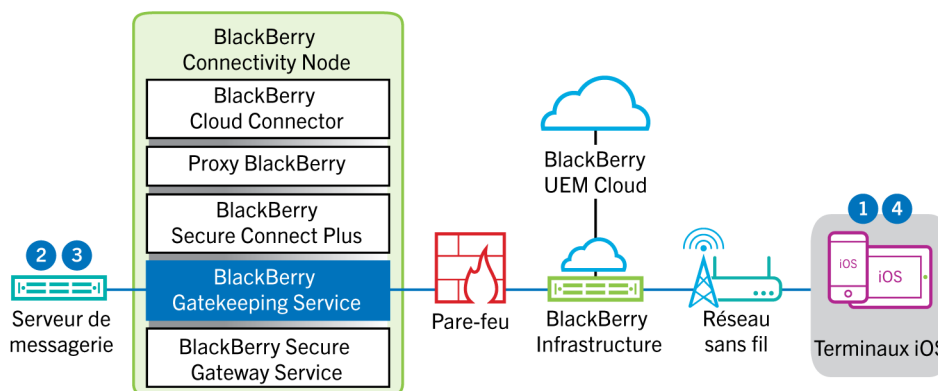 BlackBerry
Connectivity Node
BlackBerry
Cloud Connector
Proxy BlackBerry
BlackBerry
Secure Connect Plus
BlackBerry
Gatekeeping Service
BlackBerry Secure
Gateway Service
2 3
Serveur de
messagerie
Pare-feu
BlackBerry
UEM Cloud
BlackBerry
Infrastructure
Réseau
sans fil
1 4
iOS
iOS
Terminaux iOS